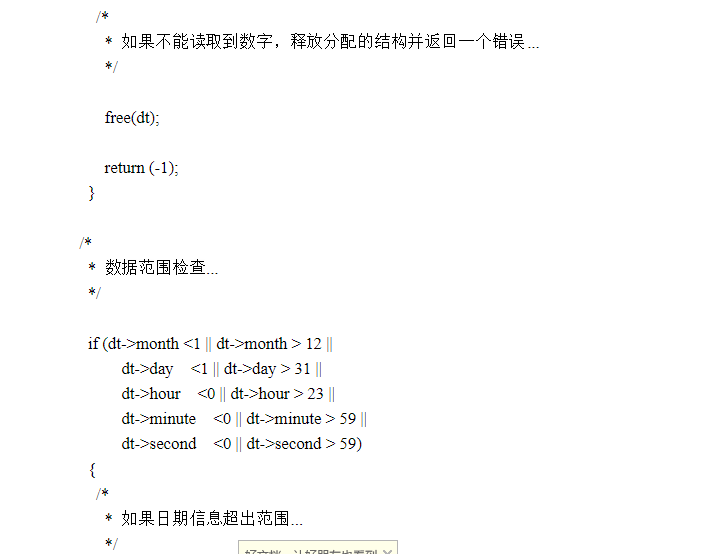 /*
* 如果不能读取到数字，释放分配的结构并返回一个错误...
*/
free(dt);
return (-1);
}
/*
* 数据范围检查...
*/
if (dt->month <1 || dt->month > 12 ||
dt->day <1 || dt->day > 31 ||
dt->hour <0 || dt->hour > 23 ||
dt->minute <0 || dt->minute > 59 ||
dt->second <0 || dt->second > 59)
{
/*
* 如果日期信息超出范围...
*/